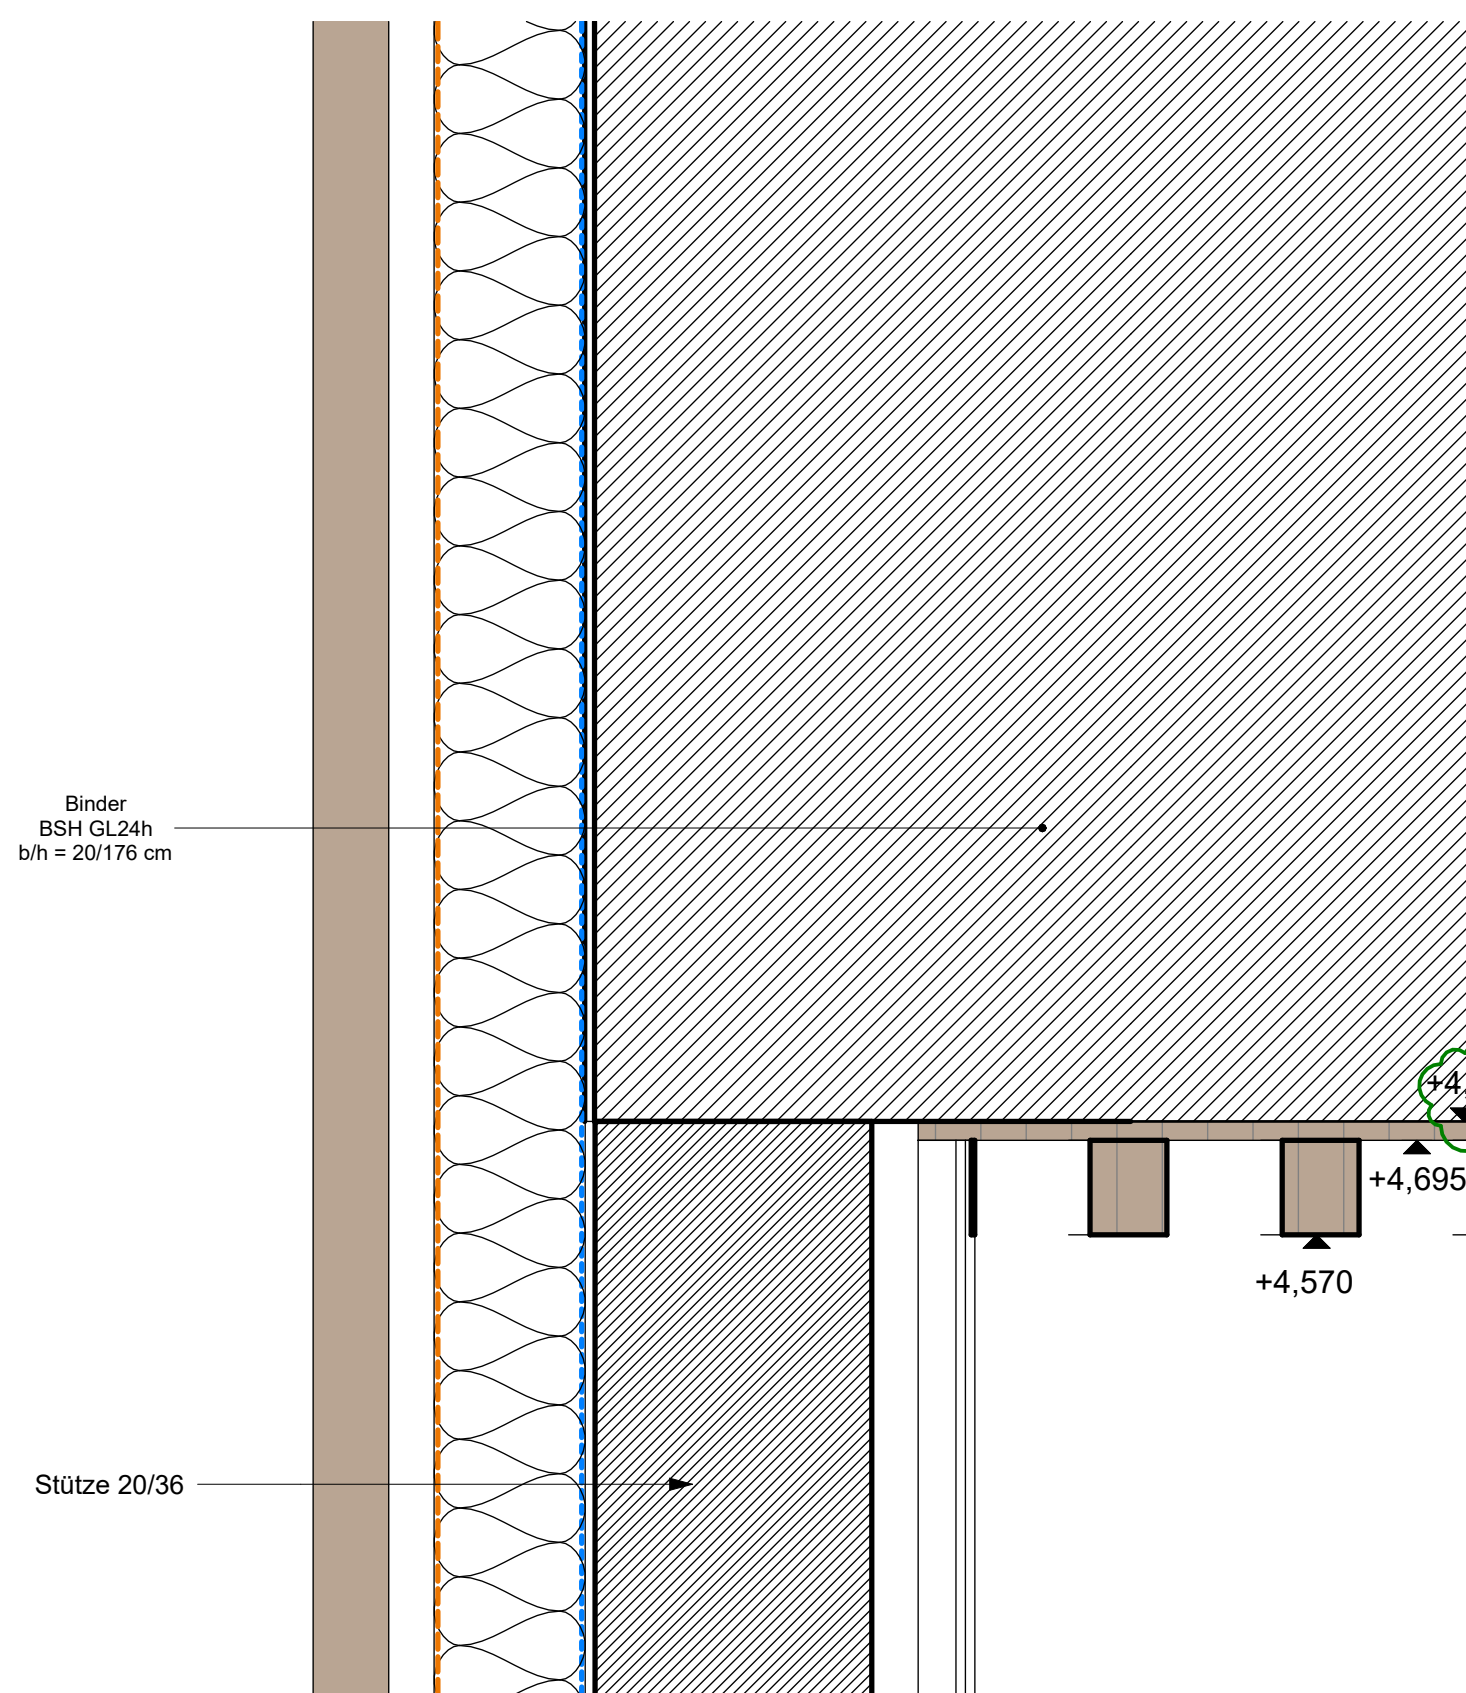 Binder
BSH GL24h
b/h = 20/176 cm
+4,695
+4,570
Stütze 20/36